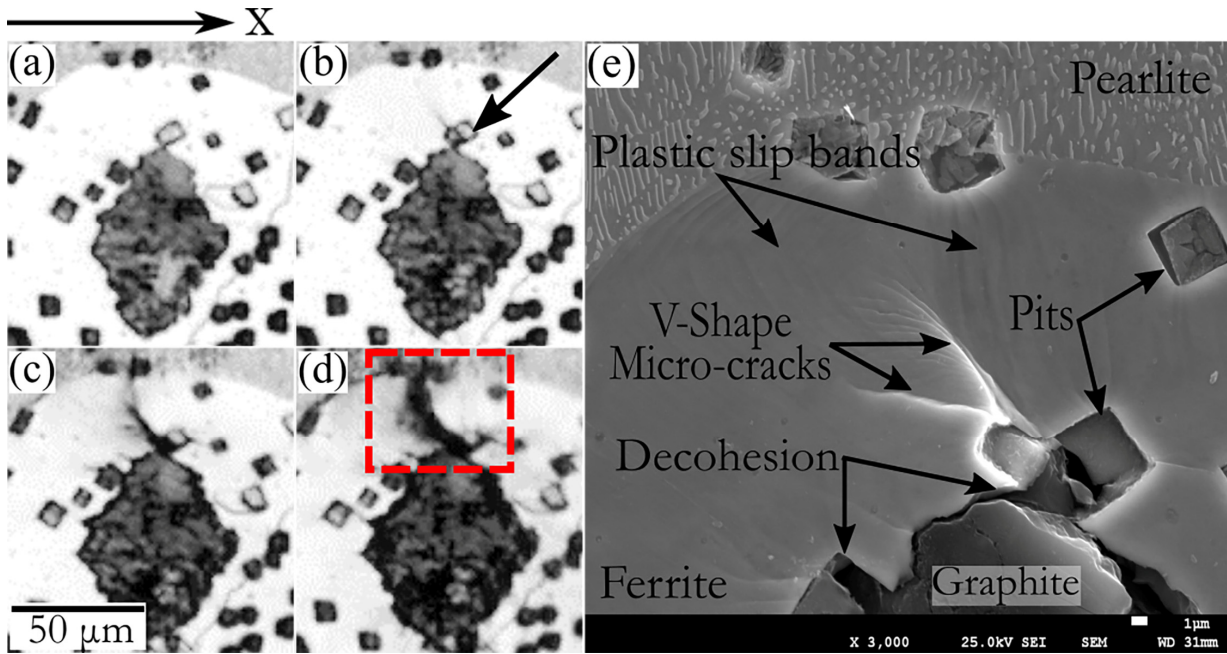 X
(a)
(b)
(c)
(d)
50 µm
(e)
Pearlite
Plastic slip bands
V-Shape
Micro-cracks
Pits
Decohesion
Ferrite
Graphite
1µm
X 3,000 25.0kV SEI SEM WD 31mm